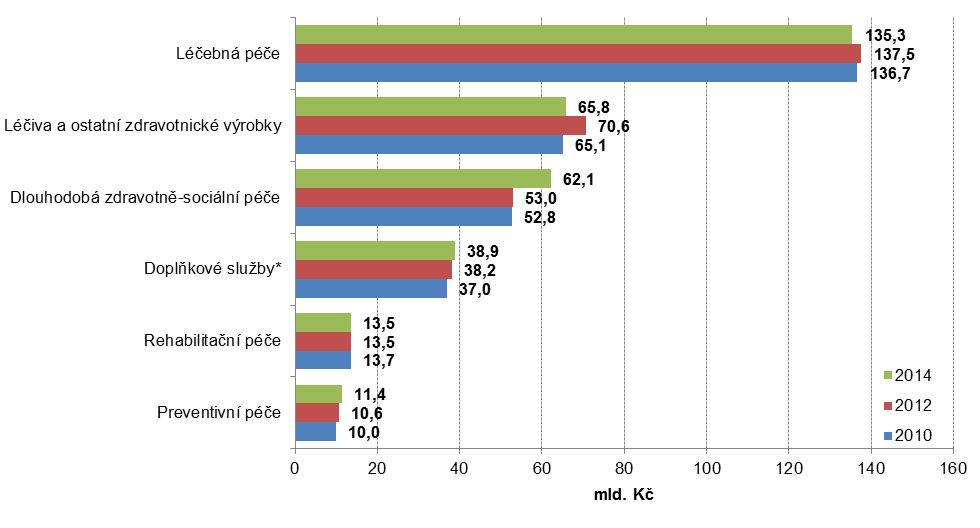 Léčebná péče
135,3
137,5
136,7
Léčiva a ostatní zdravotnické výrobky
65,8
70,6
65,1
Dlouhodobá zdravotně-sociální péče
62,1
53,0
52,8
Doplňkové služby*
38,9
38,2
37,0
Rehabilitační péče
13,5
13,5
13,7
Preventivní péče
11,4
10,6
10,0
2014
2012
2010
0 20 40 60 80 100 120 140 160
mld. Kč